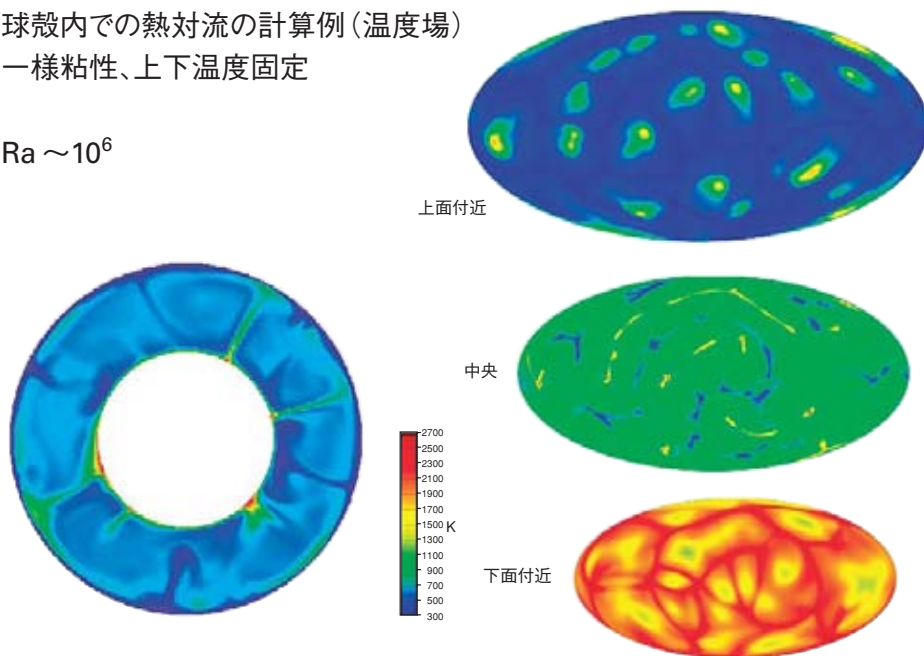 球殻内での熱対流の計算例(温度場)
一様粘性、上下温度固定
Ra ～10⁶
上面付近
中央
下面付近
2700
2500
2300
2100
1900
1700
1500 K
1300
1100
900
700
500
300